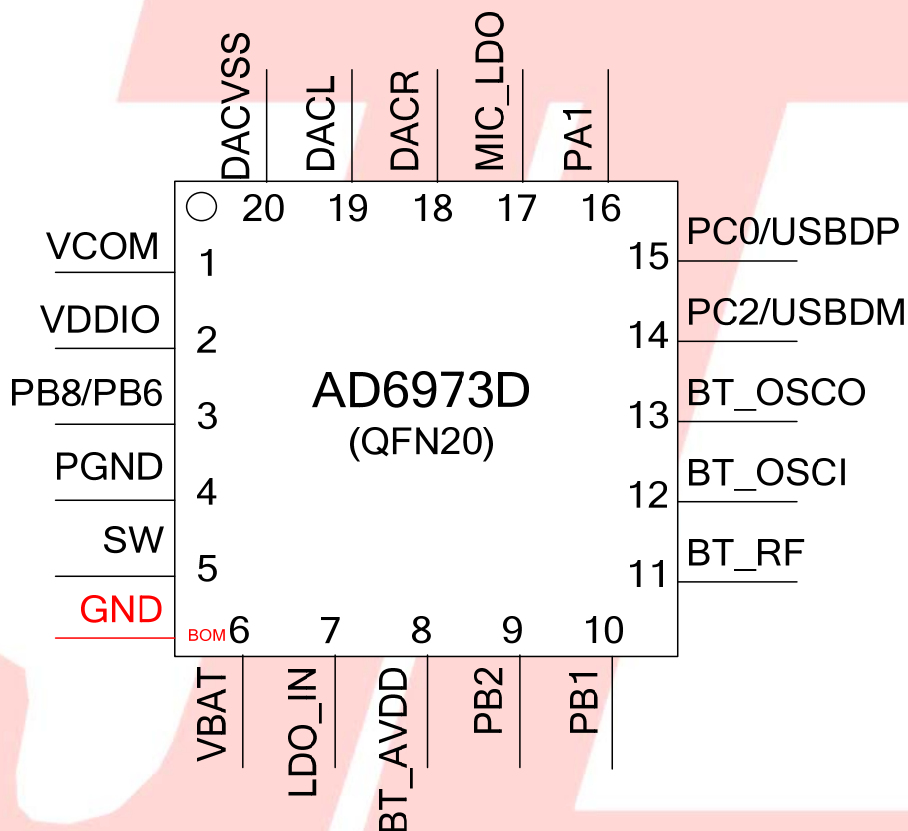 DACVSS
DACL
DACR
MIC_LDO
PA1
20
19
18
17
16
VCOM
1
VDDIO
2
PB8/PB6
3
PGND
4
SW
5
GND
BOM
AD6973D
(QFN20)
15
PC0/USBDP
14
PC2/USBDM
13
BT_OSCO
12
BT_OSCI
11
BT_RF
6
7
8
9
10
VBAT
LDO_IN
BT_AVDD
PB2
PB1